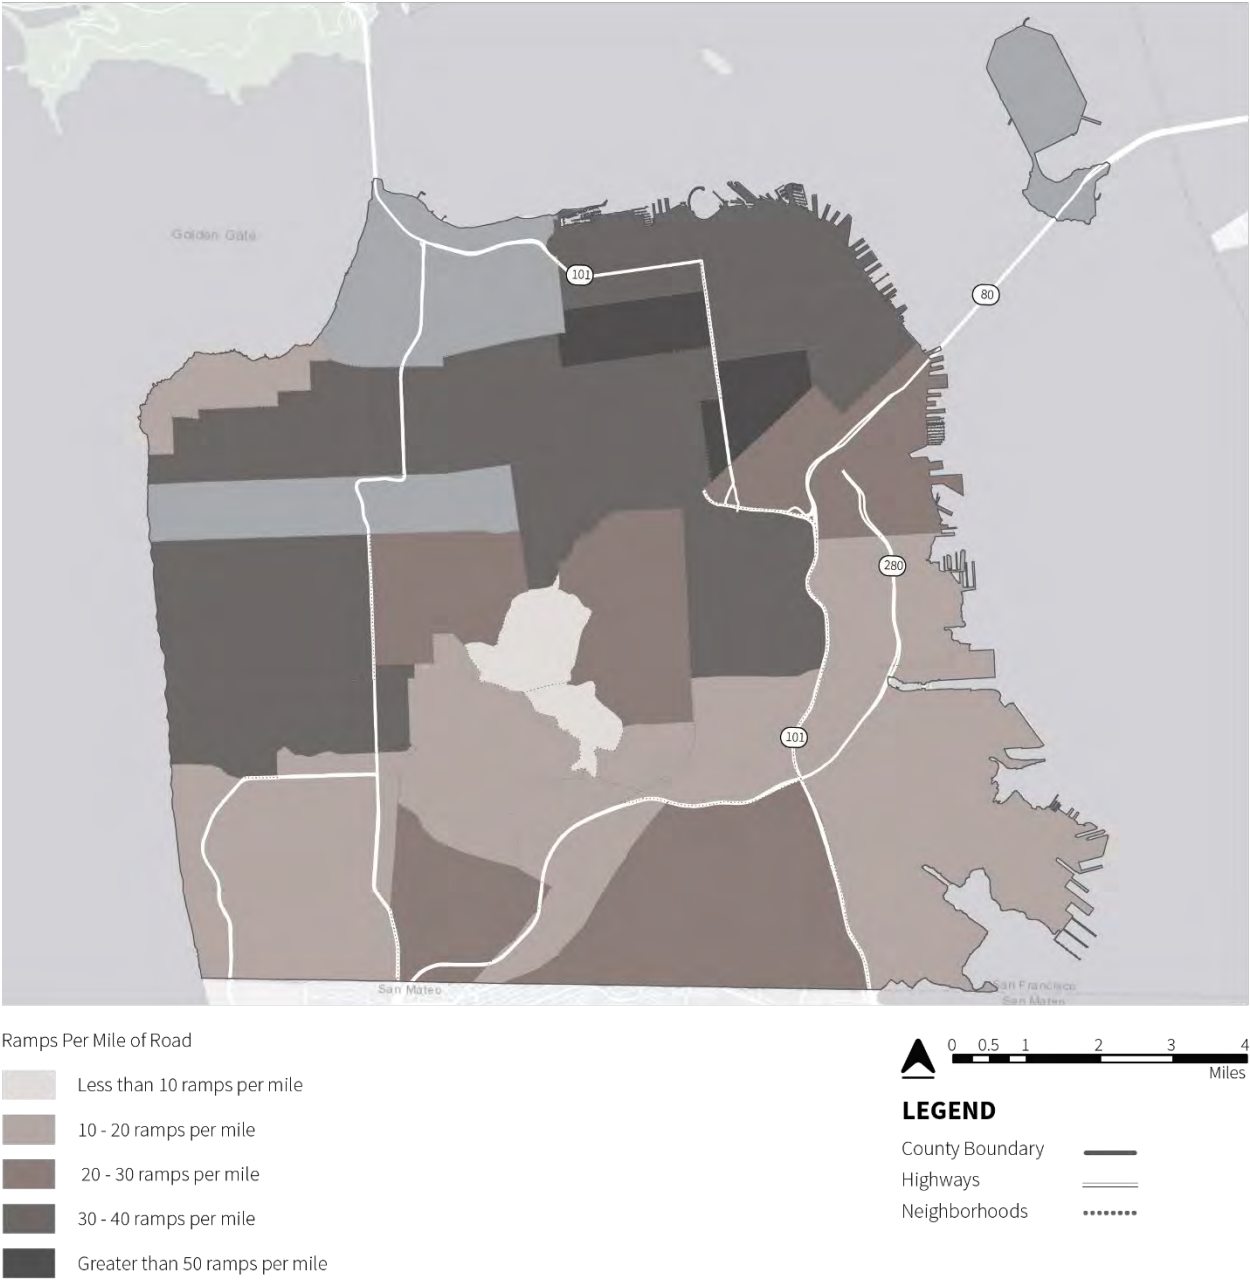 Golden Gate
101
80
280
101
San Mateo
San Francisco
San Mateo
Ramps Per Mile of Road
Less than 10 ramps per mile
10 - 20 ramps per mile
20 - 30 ramps per mile
30 - 40 ramps per mile
Greater than 50 ramps per mile
0 0.5 1 2 3 4
Miles
LEGEND
County Boundary
Highways
Neighborhoods